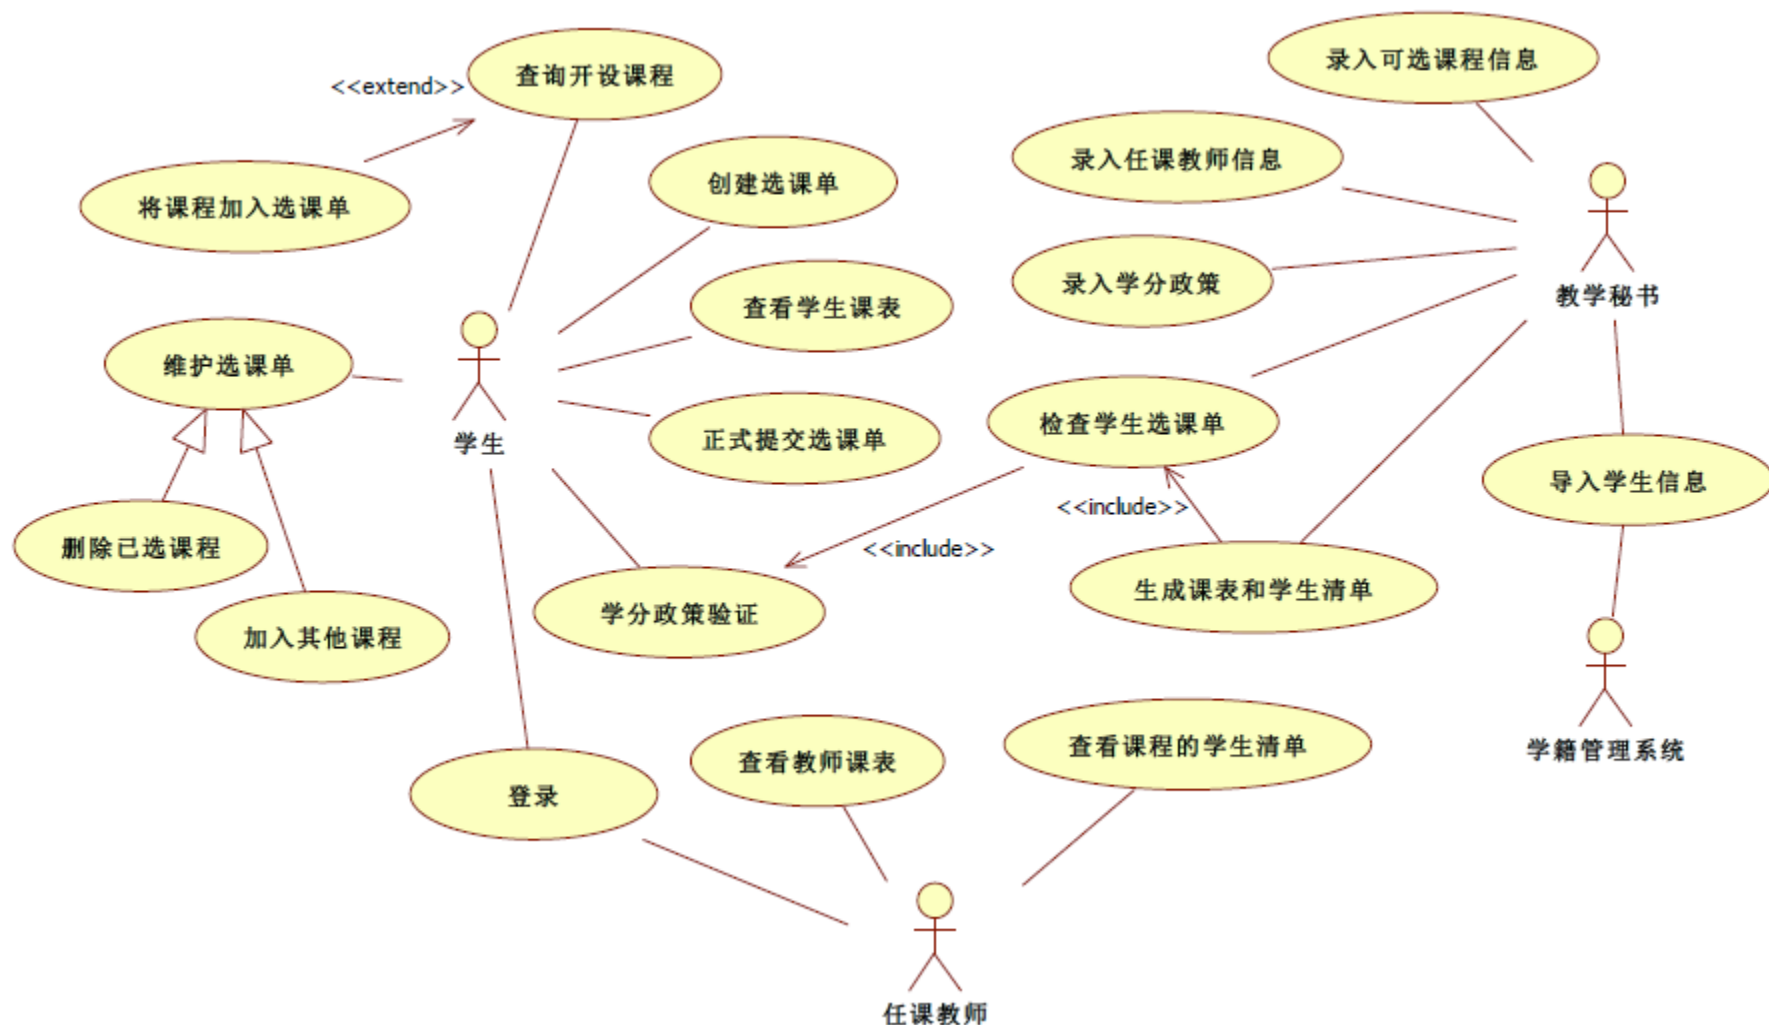 录入可选课程信息
查询开设课程
<<extend>>
录入任课教师信息
创建选课单
将课程加入选课单
录入学分政策
教学秘书
查看学生课表
维护选课单
学生
正式提交选课单
检查学生选课单
导入学生信息
<<include>>
删除已选课程
<<include>>
生成课表和学生清单
学分政策验证
加入其他课程
学籍管理系统
查看课程的学生清单
查看教师课表
登录
任课教师